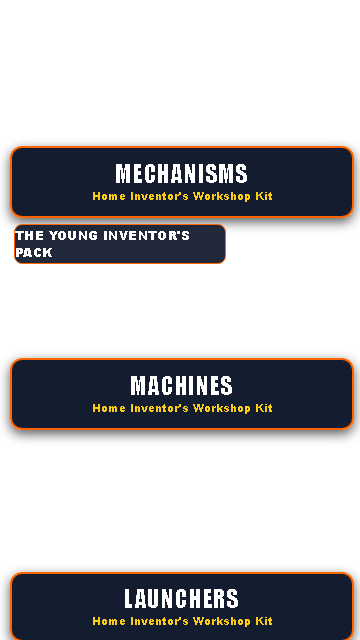 MECHANISMS
Home Inventor's Workshop Kit
THE YOUNG INVENTOR'S
PACK
MACHINES
Home Inventor's Workshop Kit
LAUNCHERS
Home Inventor's Workshop Kit